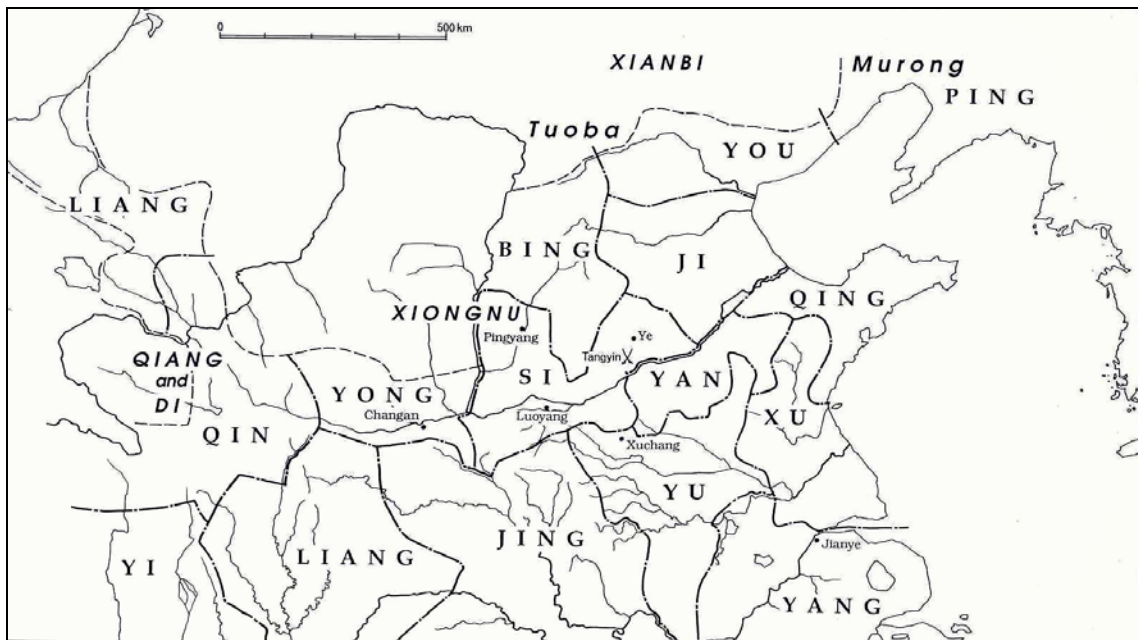 0
500 km
XIANBI
Murong
PING
Tuoba
YOU
LIANG
BING
JI
QING
XIONGNU
Pingyang
Ye
Tangyin
QIANG
and
DI
SI
YAN
YONG
Changan
Luoyang
XU
QIN
Xuchang
YU
JING
LIANG
Jianye
YI
YANG